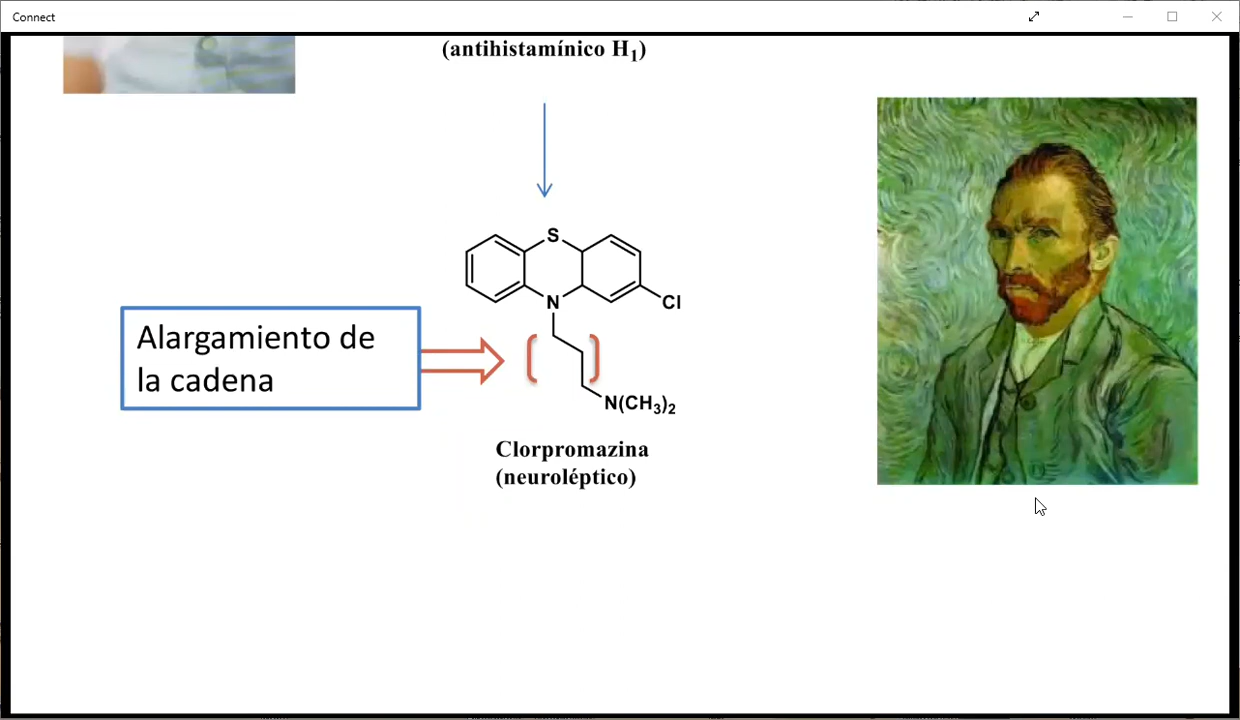 Connect
(antihistamínico H₁)
S
N
Cl
Alargamiento de
la cadena
N(CH₃)₂
Clorpromazina
(neuroléptico)